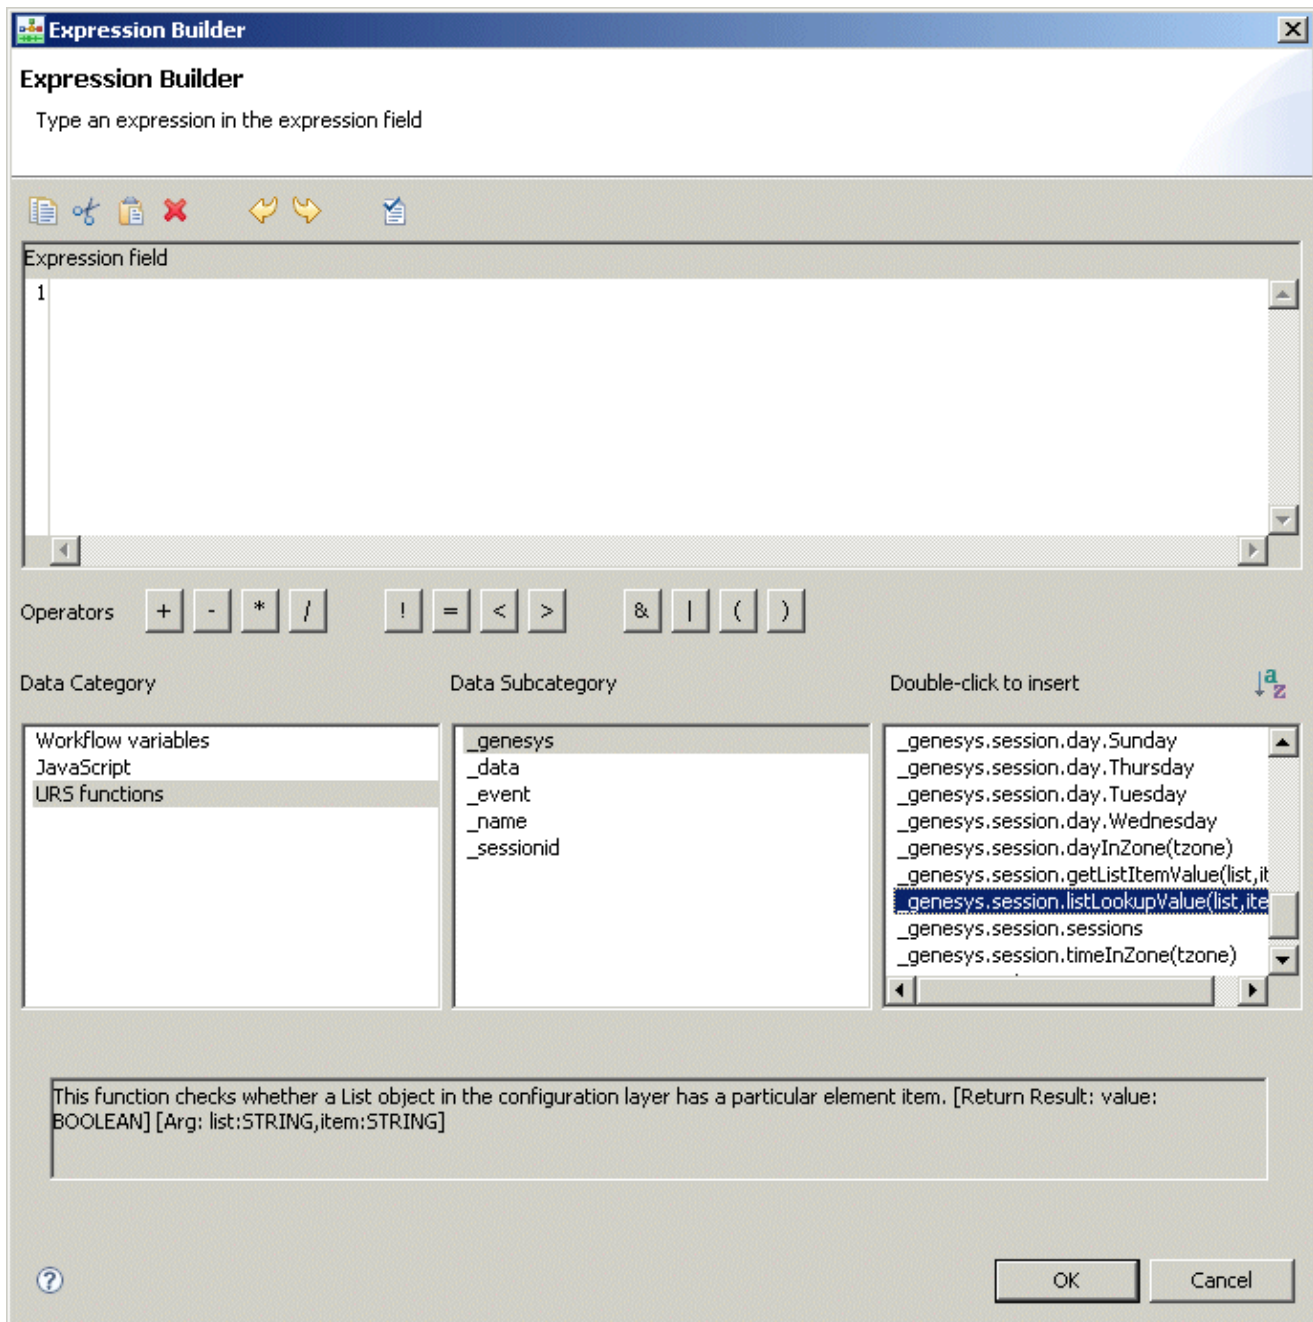 Expression Builder
Expression Builder
Type an expression in the expression field
Expression field
1
Operators + - * / ! = < > & | ( )
Data Category Data Subcategory Double-click to insert
Workflow variables
JavaScript
URS functions
_genesys
_data
_event
_name
_sessionid
_genesys.session.day.Sunday
_genesys.session.day.Thursday
_genesys.session.day.Tuesday
_genesys.session.day.Wednesday
_genesys.session.dayInZone(tzone)
_genesys.session.getListItemValue(list,it
_genesys.session.listLookupValue(list,ite
_genesys.session.sessions
_genesys.session.timeInZone(tzone)
This function checks whether a List object in the configuration layer has a particular element item. [Return Result: value:
BOOLEAN] [Arg: list:STRING,item:STRING]
OK Cancel